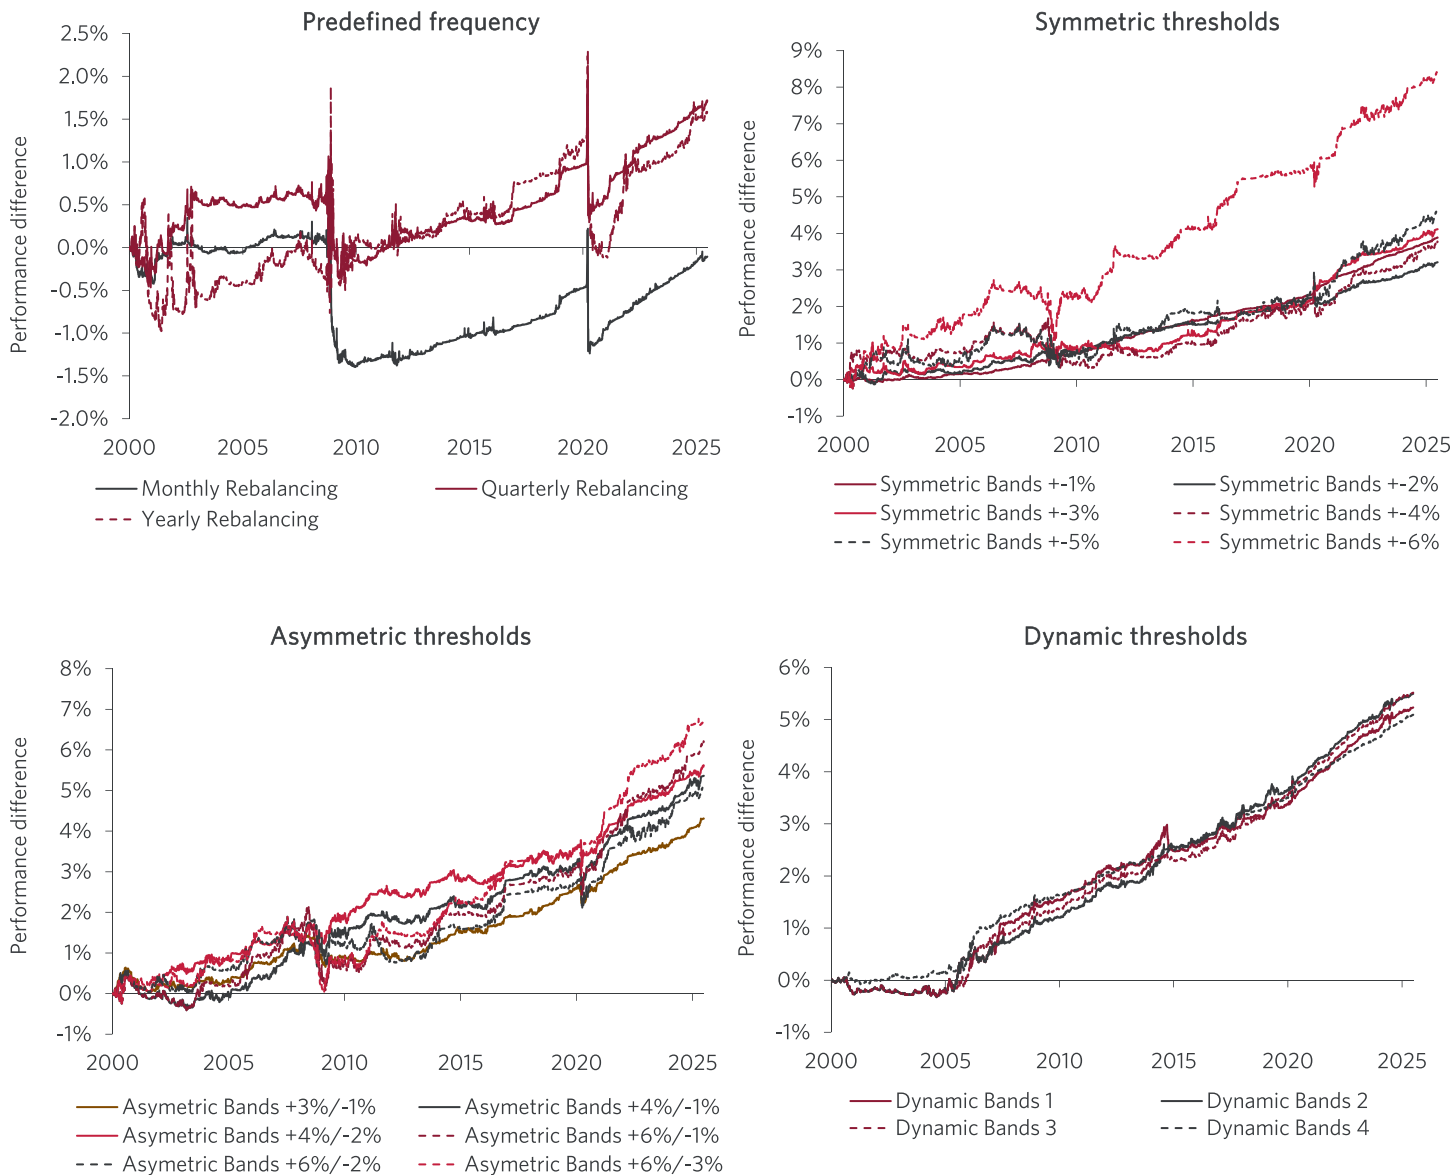 Predefined frequency
Performance difference
2.5%
2.0%
1.5%
1.0%
0.5%
0.0%
-0.5%
-1.0%
-1.5%
-2.0%
2000 2005 2010 2015 2020 2025
Monthly Rebalancing Quarterly Rebalancing
Yearly Rebalancing
Symmetric thresholds
Performance difference
9%
8%
7%
6%
5%
4%
3%
2%
1%
0%
-1%
2000 2005 2010 2015 2020 2025
Symmetric Bands +-1% Symmetric Bands +-2%
Symmetric Bands +-3% Symmetric Bands +-4%
Symmetric Bands +-5% Symmetric Bands +-6%
Asymmetric thresholds
Performance difference
8%
7%
6%
5%
4%
3%
2%
1%
0%
-1%
2000 2005 2010 2015 2020 2025
Asymetric Bands +3%/-1% Asymetric Bands +4%/-1%
Asymetric Bands +4%/-2% Asymetric Bands +6%/-1%
Asymetric Bands +6%/-2% Asymetric Bands +6%/-3%
Dynamic thresholds
Performance difference
6%
5%
4%
3%
2%
1%
0%
-1%
2000 2005 2010 2015 2020 2025
Dynamic Bands 1 Dynamic Bands 2
Dynamic Bands 3 Dynamic Bands 4